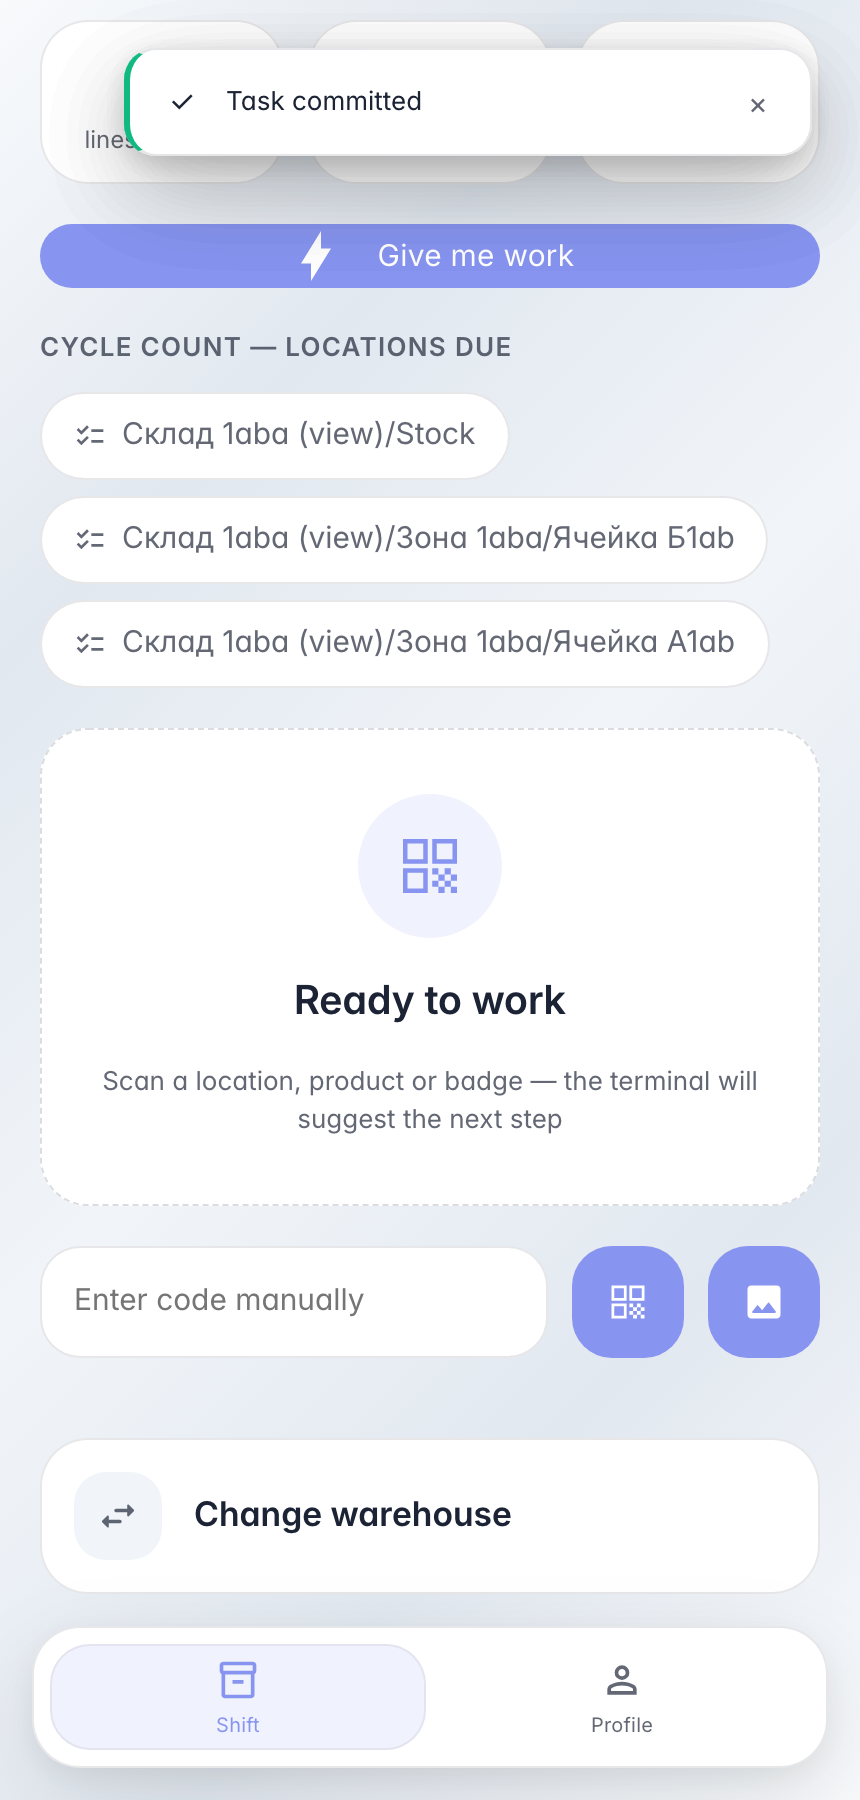 Task committed
lines
Give me work
CYCLE COUNT — LOCATIONS DUE
Склад 1aba (view)/Stock
Склад 1aba (view)/Зона 1aba/Ячейка Б1ab
Склад 1aba (view)/Зона 1aba/Ячейка А1ab
Ready to work
Scan a location, product or badge — the terminal will
suggest the next step
Enter code manually
Change warehouse
Shift
Profile